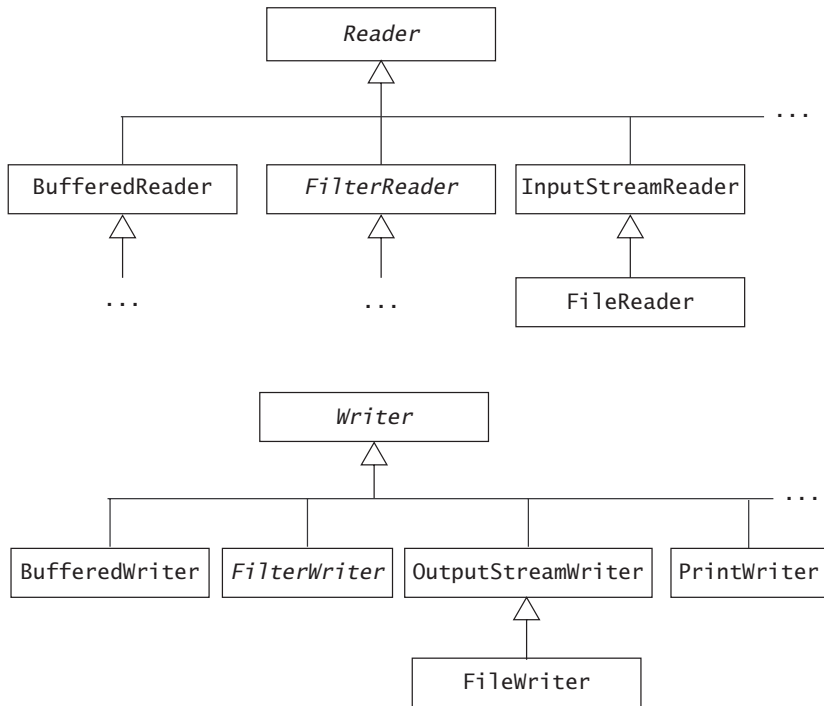 Reader
...
BufferedReader FilterReader InputStreamReader
... ...
FileReader
Writer
...
BufferedWriter FilterWriter OutputStreamWriter PrintWriter
FileWriter